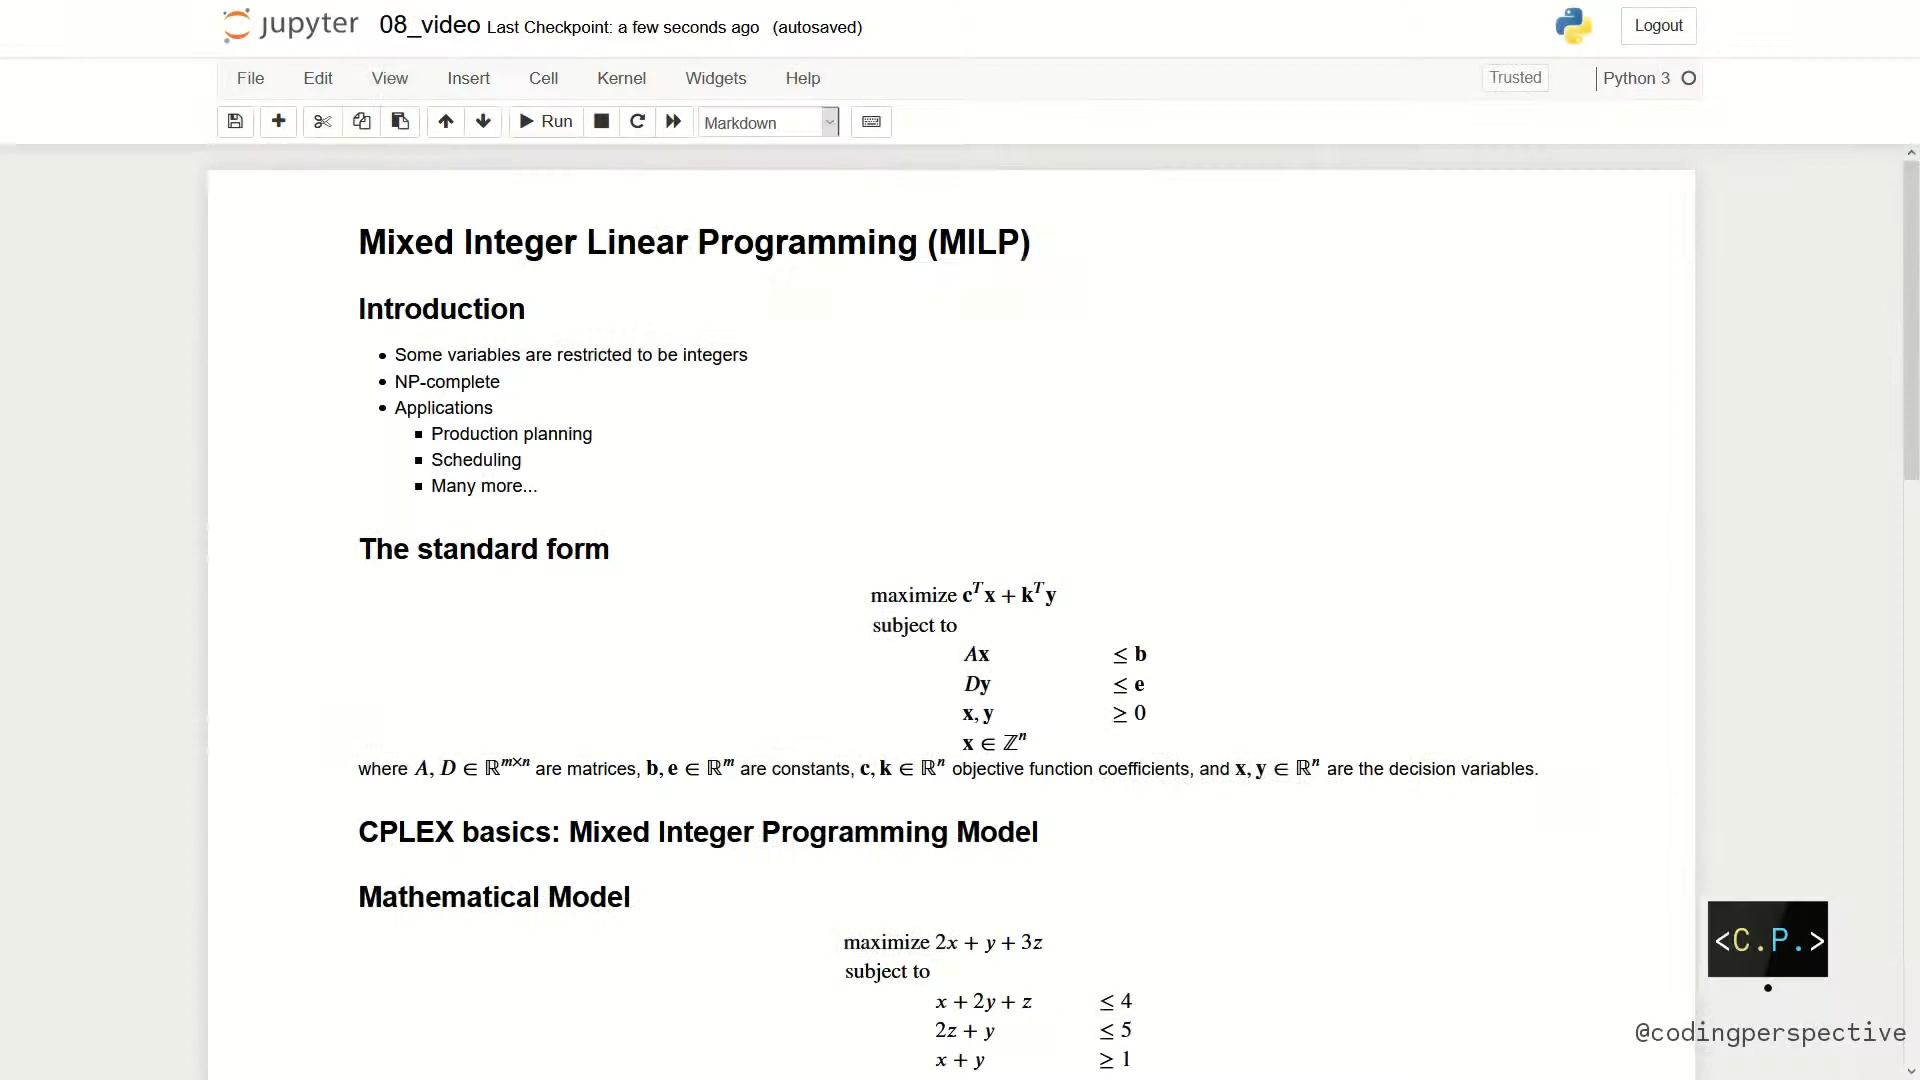 jupyter 08_video Last Checkpoint: a few seconds ago (autosaved) Logout
File Edit View Insert Cell Kernel Widgets Help Trusted Python 3
Run Markdown
Mixed Integer Linear Programming (MILP)
Introduction
• Some variables are restricted to be integers
• NP-complete
• Applications
▪ Production planning
▪ Scheduling
▪ Many more...
The standard form
maximize cᵀx + kᵀy
subject to
Ax ≤ b
Dy ≤ e
x, y ≥ 0
x ∈ ℤⁿ
where A, D ∈ ℝᵐˣⁿ are matrices, b, e ∈ ℝᵐ are constants, c, k ∈ ℝⁿ objective function coefficients, and x, y ∈ ℝⁿ are the decision variables.
CPLEX basics: Mixed Integer Programming Model
Mathematical Model
maximize 2x + y + 3z
subject to
x + 2y + z ≤ 4
2z + y ≤ 5
x + y ≥ 1
<C.P.>
@codingperspective